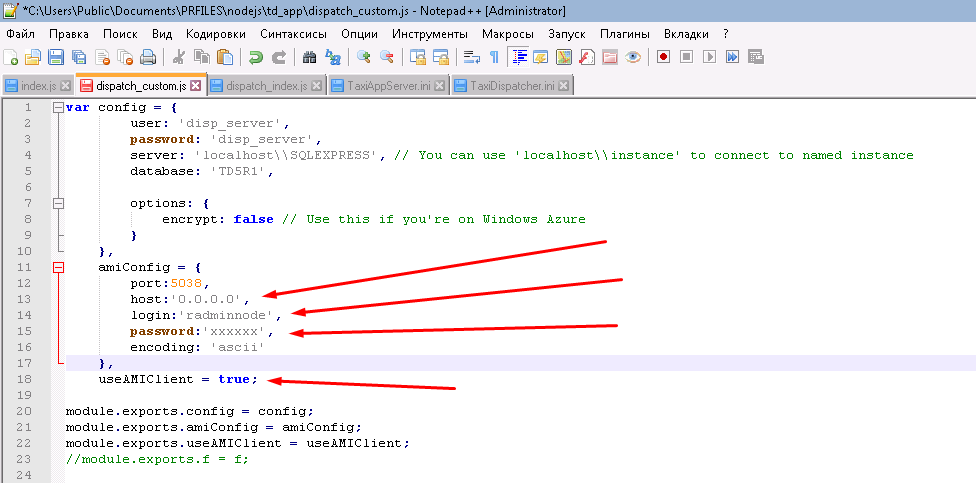 *C:\Users\Public\Documents\PRFILES\nodejs\td_app\dispatch_custom.js - Notepad++ [Administrator]
Файл Правка Поиск Вид Кодировки Синтаксисы Опции Инструменты Макросы Запуск Плагины Вкладки ?
index.js dispatch_custom.js dispatch_index.js TaxiAppServer.ini TaxiDispatcher.ini
1 var config = {
2 user: 'disp_server',
3 password: 'disp_server',
4 server: 'localhost\\SQLEXPRESS', // You can use 'localhost\\instance' to connect to named instance
5 database: 'TD5R1',
6
7 options: {
8 encrypt: false // Use this if you're on Windows Azure
9 }
10 },
11 amiConfig = {
12 port:5038,
13 host:'0.0.0.0',
14 login:'radminnode',
15 password:'xxxxxx',
16 encoding: 'ascii'
17 },
18 useAMIClient = true;
19
20 module.exports.config = config;
21 module.exports.amiConfig = amiConfig;
22 module.exports.useAMIClient = useAMIClient;
23 //module.exports.f = f;
24